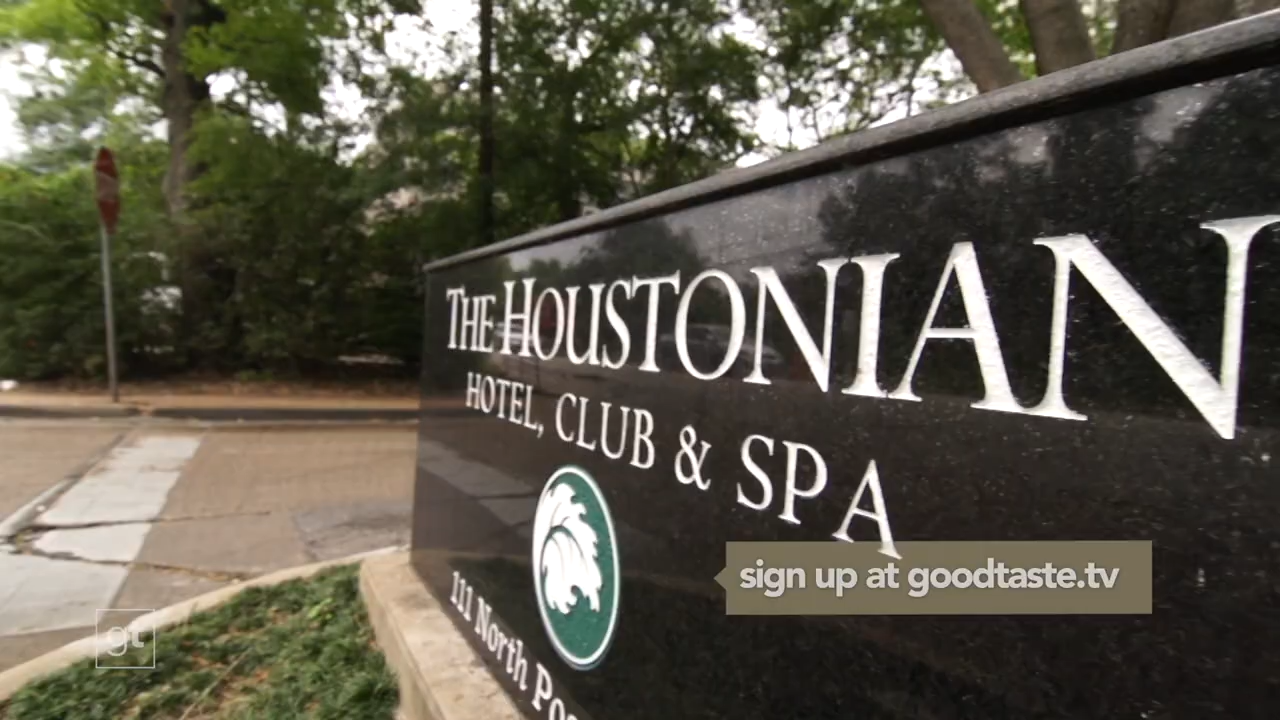 THE HOUSTONIAN
HOTEL, CLUB & SPA
111 North
sign up at goodtaste.tv
gt